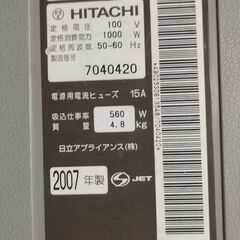 HITACHI
定格電圧 100 V
定格消費電力 1000 W
定格周波数 50-60 Hz
製造番号
7040420
電源用電流ヒューズ 15A
吸込仕事率 560 W
質量 4.8 kg
日立アプライアンス(株)
2007 年製
S JET